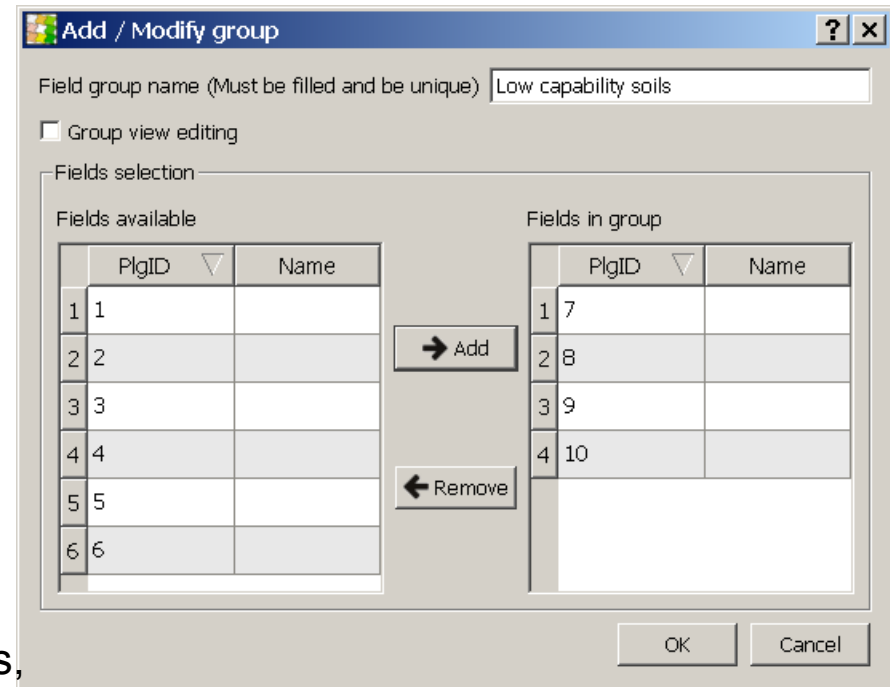 Add / Modify group
? ×
Field group name (Must be filled and be unique) Low capability soils
Group view editing
Fields selection
Fields available
PlgID Name
1 1
2 2
3 3
4 4
5 5
6 6
Add
Remove
Fields in group
PlgID Name
1 7
2 8
3 9
4 10
OK Cancel
s,